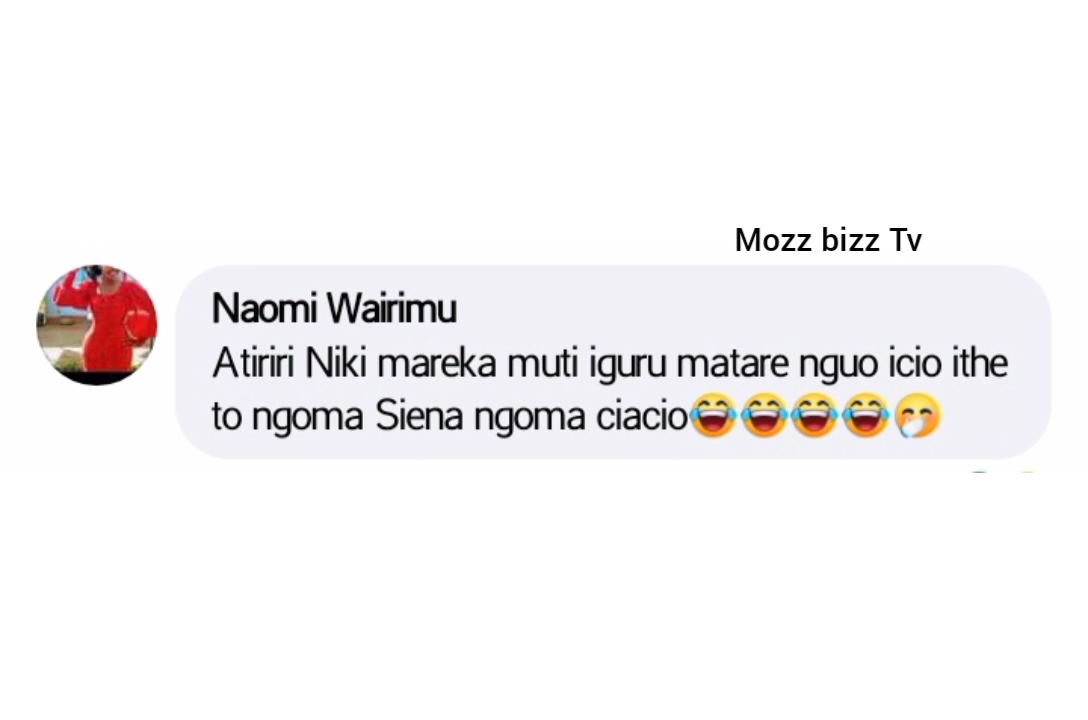 Mozz bizz Tv
Naomi Wairimu
Atiriri Niki mareka muti iguru matare nguo icio ithe
to ngoma Siena ngoma ciacio😂😂😂😂🤭